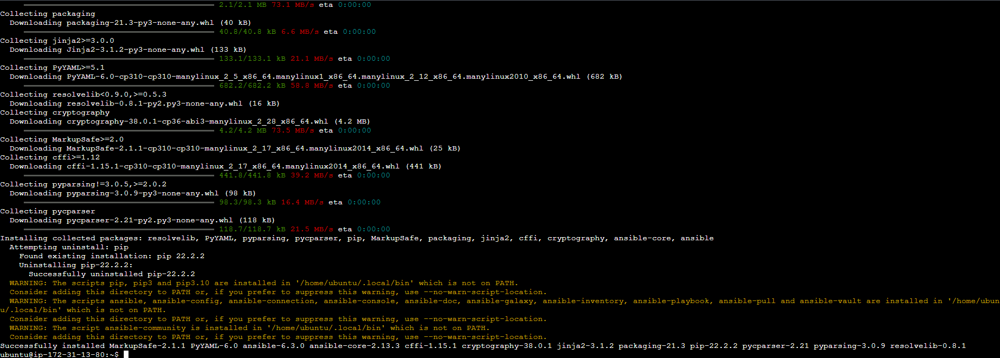 2.1/2.1 MB 73.1 MB/s eta 0:00:00
Collecting packaging
Downloading packaging-21.3-py3-none-any.whl (40 kB)
40.8/40.8 kB 6.6 MB/s eta 0:00:00
Collecting jinja2>=3.0.0
Downloading Jinja2-3.1.2-py3-none-any.whl (133 kB)
133.1/133.1 kB 21.1 MB/s eta 0:00:00
Collecting PyYAML>=5.1
Downloading PyYAML-6.0-cp310-cp310-manylinux_2_5_x86_64.manylinux1_x86_64.manylinux_2_12_x86_64.manylinux2010_x86_64.whl (682 kB)
682.2/682.2 kB 58.8 MB/s eta 0:00:00
Collecting resolvelib<0.9.0,>=0.5.3
Downloading resolvelib-0.8.1-py2.py3-none-any.whl (16 kB)
Collecting cryptography
Downloading cryptography-38.0.1-cp36-abi3-manylinux_2_28_x86_64.whl (4.2 MB)
4.2/4.2 MB 73.5 MB/s eta 0:00:00
Collecting MarkupSafe>=2.0
Downloading MarkupSafe-2.1.1-cp310-cp310-manylinux_2_17_x86_64.manylinux2014_x86_64.whl (25 kB)
Collecting cffi>=1.12
Downloading cffi-1.15.1-cp310-cp310-manylinux_2_17_x86_64.manylinux2014_x86_64.whl (441 kB)
441.8/441.8 kB 39.2 MB/s eta 0:00:00
Collecting pyparsing!=3.0.5,>=2.0.2
Downloading pyparsing-3.0.9-py3-none-any.whl (98 kB)
98.3/98.3 kB 16.4 MB/s eta 0:00:00
Collecting pycparser
Downloading pycparser-2.21-py2.py3-none-any.whl (118 kB)
118.7/118.7 kB 21.5 MB/s eta 0:00:00
Installing collected packages: resolvelib, PyYAML, pyparsing, pycparser, pip, MarkupSafe, packaging, jinja2, cffi, cryptography, ansible-core, ansible
Attempting uninstall: pip
Found existing installation: pip 22.2.2
Uninstalling pip-22.2.2:
Successfully uninstalled pip-22.2.2
WARNING: The scripts pip, pip3 and pip3.10 are installed in '/home/ubuntu/.local/bin' which is not on PATH.
Consider adding this directory to PATH or, if you prefer to suppress this warning, use --no-warn-script-location.
WARNING: The scripts ansible, ansible-config, ansible-connection, ansible-console, ansible-doc, ansible-galaxy, ansible-inventory, ansible-playbook, ansible-pull and ansible-vault are installed in '/home/ubun
u/.local/bin' which is not on PATH.
Consider adding this directory to PATH or, if you prefer to suppress this warning, use --no-warn-script-location.
WARNING: The script ansible-community is installed in '/home/ubuntu/.local/bin' which is not on PATH.
Consider adding this directory to PATH or, if you prefer to suppress this warning, use --no-warn-script-location.
Successfully installed MarkupSafe-2.1.1 PyYAML-6.0 ansible-6.3.0 ansible-core-2.13.3 cffi-1.15.1 cryptography-38.0.1 jinja2-3.1.2 packaging-21.3 pip-22.2.2 pycparser-2.21 pyparsing-3.0.9 resolvelib-0.8.1
ubuntu@ip-172-31-13-80:~$